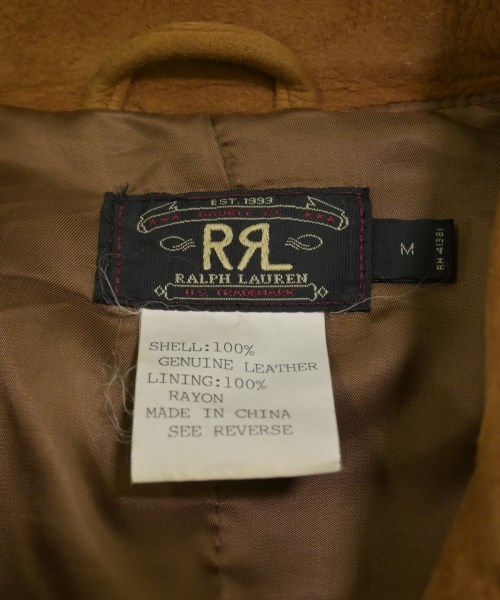 EST. 1993
A.K.A. DOUBLE RL A.K.A.
RRL
RALPH LAUREN
U.S. TRADEMARK
M
RN 41381
SHELL:100%
GENUINE LEATHER
LINING:100%
RAYON
MADE IN CHINA
SEE REVERSE